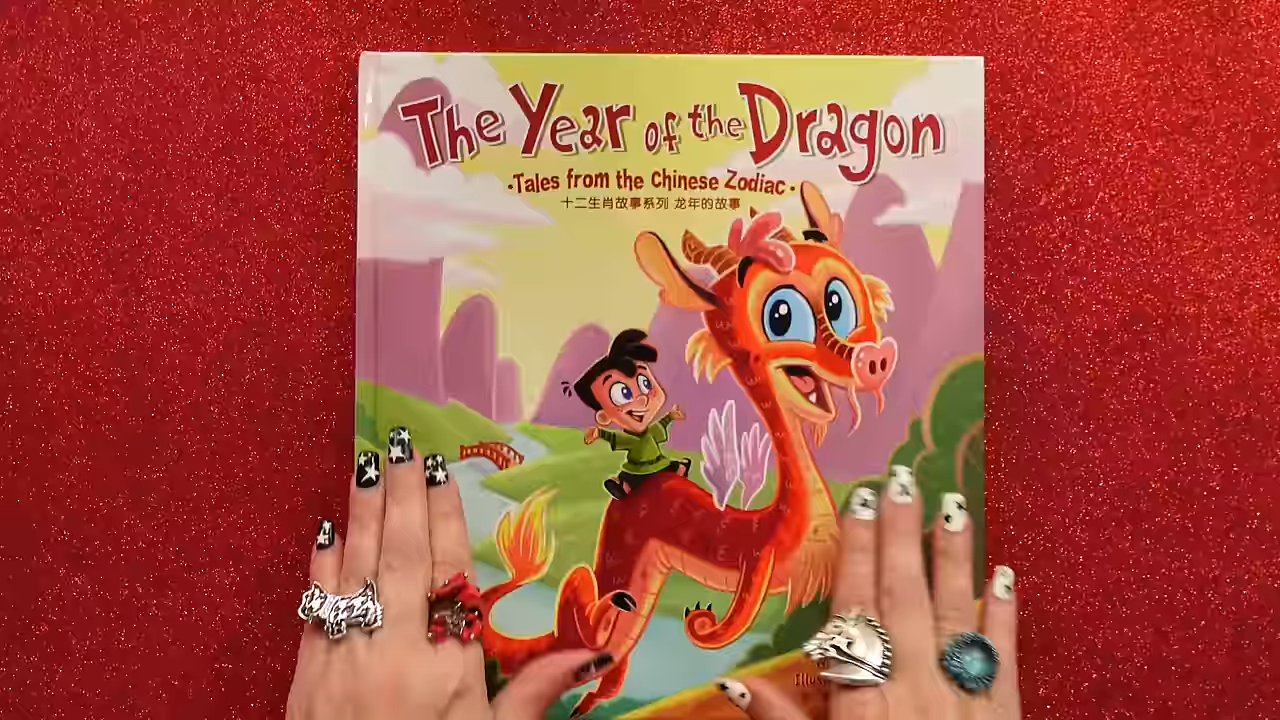 The Year of the Dragon
·Tales from the Chinese Zodiac·
十二生肖故事系列 龙年的故事